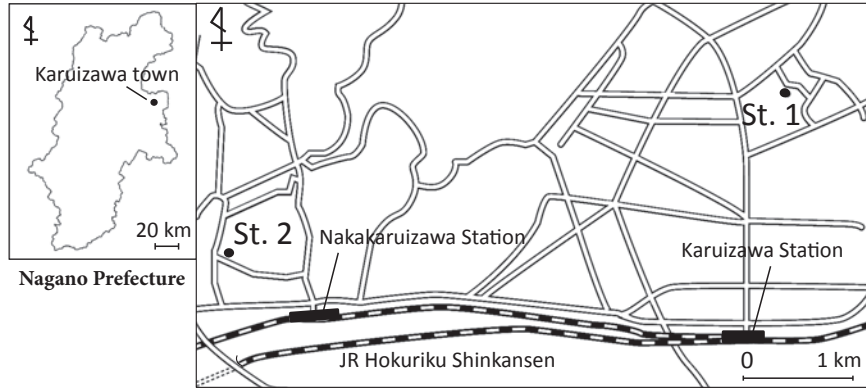 Karuizawa town
20 km
Nagano Prefecture
St. 1
St. 2
Nakakaruizawa Station
Karuizawa Station
JR Hokuriku Shinkansen
0 1 km